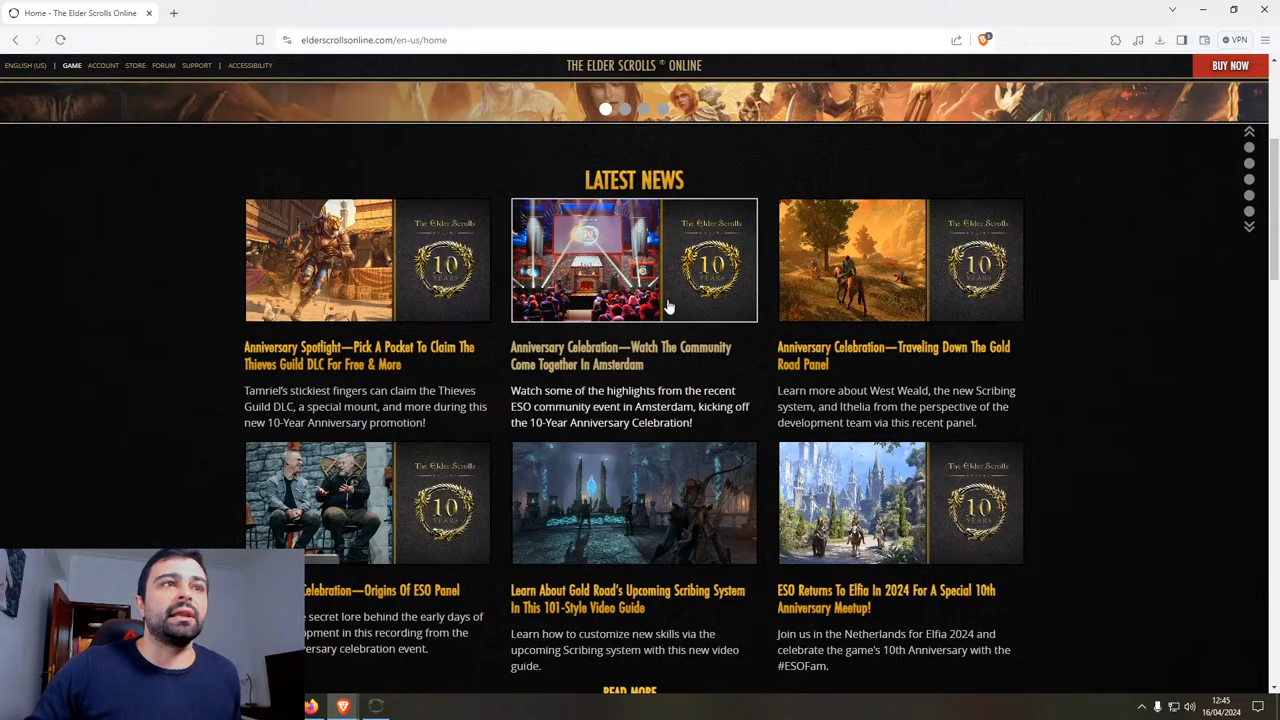 Home - The Elder Scrolls Online
elderscrollsonline.com/en-us/home
VPN
ENGLISH (US) | GAME ACCOUNT STORE FORUM SUPPORT | ACCESSIBILITY
THE ELDER SCROLLS ® ONLINE
BUY NOW
LATEST NEWS
The Elder Scrolls
10
YEARS
The Elder Scrolls
10
YEARS
The Elder Scrolls
10
YEARS
Anniversary Spotlight—Pick A Pocket To Claim The
Thieves Guild DLC For Free & More
Tamriel's stickiest fingers can claim the Thieves
Guild DLC, a special mount, and more during this
new 10-Year Anniversary promotion!
Anniversary Celebration—Watch The Community
Come Together In Amsterdam
Watch some of the highlights from the recent
ESO community event in Amsterdam, kicking off
the 10-Year Anniversary Celebration!
Anniversary Celebration—Traveling Down The Gold
Road Panel
Learn more about West Weald, the new Scribing
system, and Ithelia from the perspective of the
development team via this recent panel.
The Elder Scrolls
10
YEARS
The Elder Scrolls
10
YEARS
Celebration—Origins Of ESO Panel
secret lore behind the early days of
in this recording from the
celebration event.
Learn About Gold Road's Upcoming Scribing System
In This 101-Style Video Guide
Learn how to customize new skills via the
upcoming Scribing system with this new video
guide.
ESO Returns To Elfia In 2024 For A Special 10th
Anniversary Meetup!
Join us in the Netherlands for Elfia 2024 and
celebrate the game's 10th Anniversary with the
#ESOFam.
READ MORE
12:45
16/04/2024